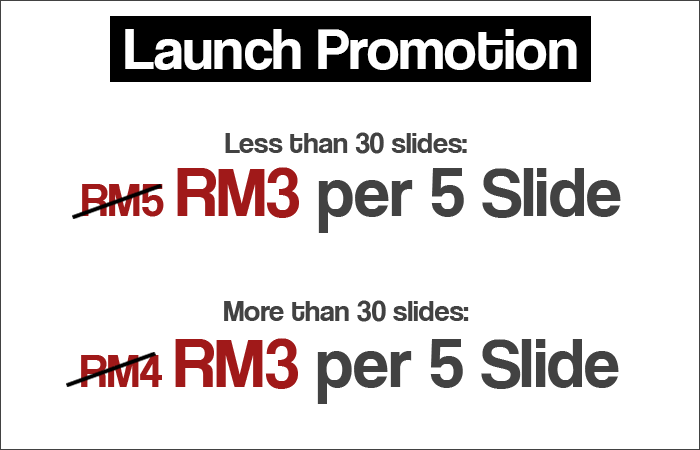 Launch Promotion
Less than 30 slides:
RM5 RM3 per 5 Slide
More than 30 slides:
RM4 RM3 per 5 Slide